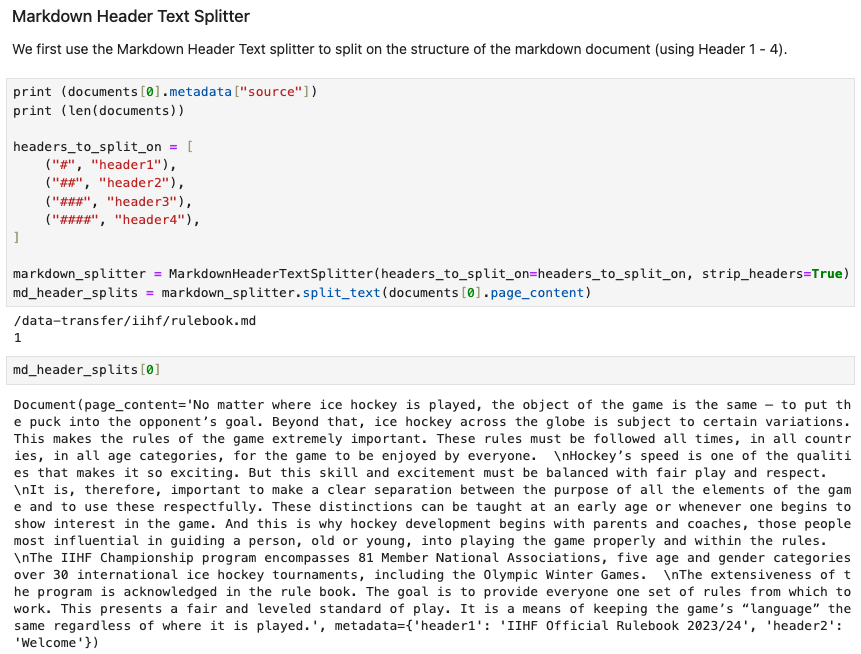 Markdown Header Text Splitter
We first use the Markdown Header Text splitter to split on the structure of the markdown document (using Header 1 - 4).
print (documents[0].metadata["source"])
print (len(documents))
headers_to_split_on = [
    ("#", "header1"),
    ("##", "header2"),
    ("###", "header3"),
    ("####", "header4"),
]
markdown_splitter = MarkdownHeaderTextSplitter(headers_to_split_on=headers_to_split_on, strip_headers=True)
md_header_splits = markdown_splitter.split_text(documents[0].page_content)
/data-transfer/iihf/rulebook.md
1
md_header_splits[0]
Document(page_content='No matter where ice hockey is played, the object of the game is the same – to put th
e puck into the opponent’s goal. Beyond that, ice hockey across the globe is subject to certain variations.
This makes the rules of the game extremely important. These rules must be followed all times, in all countr
ies, in all age categories, for the game to be enjoyed by everyone.  \nHockey’s speed is one of the qualiti
es that makes it so exciting. But this skill and excitement must be balanced with fair play and respect.
\nIt is, therefore, important to make a clear separation between the purpose of all the elements of the gam
e and to use these respectfully. These distinctions can be taught at an early age or whenever one begins to
show interest in the game. And this is why hockey development begins with parents and coaches, those people
most influential in guiding a person, old or young, into playing the game properly and within the rules.
\nThe IIHF Championship program encompasses 81 Member National Associations, five age and gender categories
over 30 international ice hockey tournaments, including the Olympic Winter Games.  \nThe extensiveness of t
he program is acknowledged in the rule book. The goal is to provide everyone one set of rules from which to
work. This presents a fair and leveled standard of play. It is a means of keeping the game’s “language” the
same regardless of where it is played.', metadata={'header1': 'IIHF Official Rulebook 2023/24', 'header2':
'Welcome'})